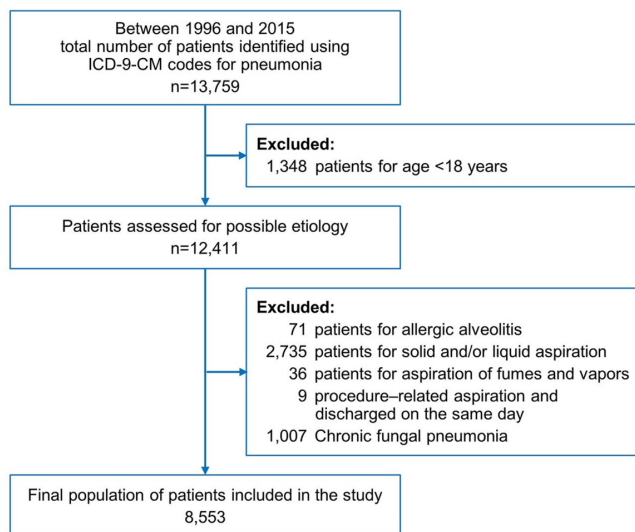 Between 1996 and 2015
total number of patients identified using
ICD-9-CM codes for pneumonia
n=13,759
Excluded:
1,348 patients for age <18 years
Patients assessed for possible etiology
n=12,411
Excluded:
71 patients for allergic alveolitis
2,735 patients for solid and/or liquid aspiration
36 patients for aspiration of fumes and vapors
9 procedure–related aspiration and
discharged on the same day
1,007 Chronic fungal pneumonia
Final population of patients included in the study
8,553